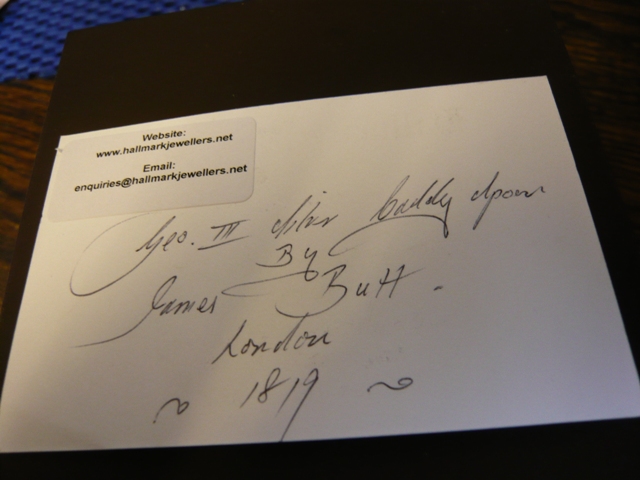 Website:
www.hallmarkjewellers.net
Email:
enquiries@hallmarkjewellers.net
Geo. III Silver Caddy Spoon
By
James Butt.
London
1819